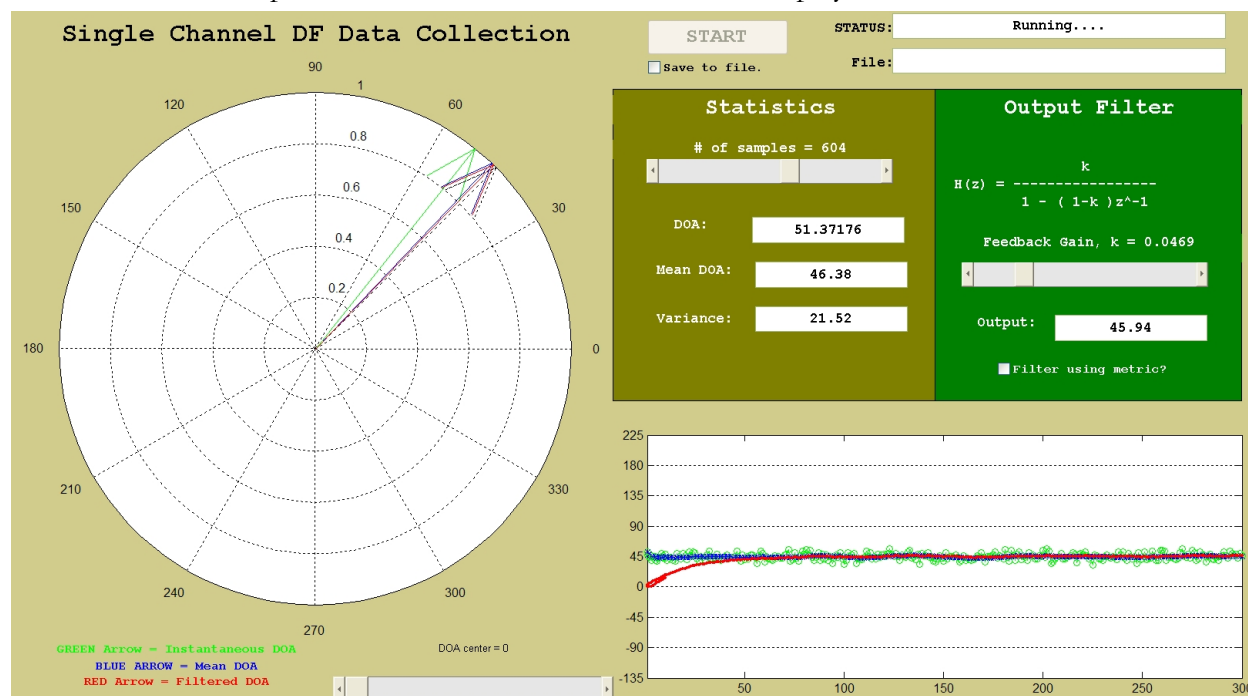 Single Channel DF Data Collection
90
120
60
1
0.8
0.6
0.4
0.2
150
30
180
0
210
330
240
300
270
GREEN Arrow = Instantaneous DOA
BLUE ARROW = Mean DOA
RED Arrow = Filtered DOA
DOA center = 0
START
Save to file.
STATUS:
Running....
File:
Statistics
# of samples = 604
DOA:
51.37176
Mean DOA:
46.38
Variance:
21.52
Output Filter
k
H(z) = -----------------
1 - ( 1-k )z^-1
Feedback Gain, k = 0.0469
Output:
45.94
Filter using metric?
225
180
135
90
45
0
-45
-90
-135
50
100
150
200
250
300